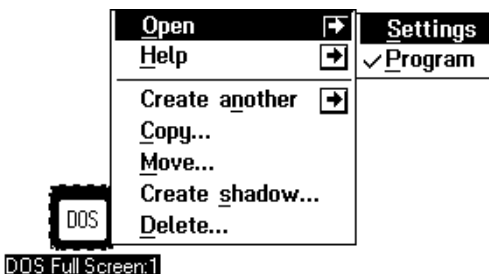 Open
Help
Create another
Copy...
Move...
Create shadow...
Delete...
Settings
Program
DOS
DOS Full Screen:1